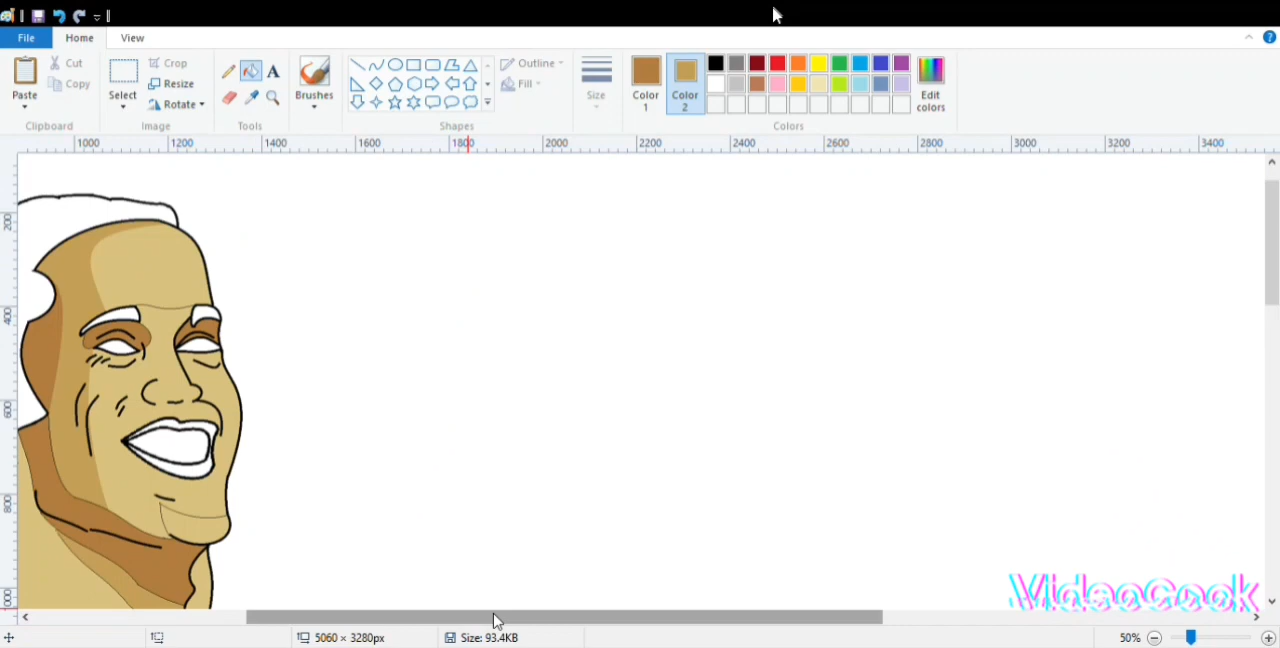 File Home View
Paste Cut Copy Clipboard
Select Crop Resize Rotate Image
A Tools
Brushes
Outline Fill Shapes
Size
Color 1 Color 2 Edit colors Colors
1000 1200 1400 1600 1800 2000 2200 2400 2600 2800 3000 3200 3400
200
400
600
800
VideoGook
5060 × 3280px Size: 93.4KB 50%